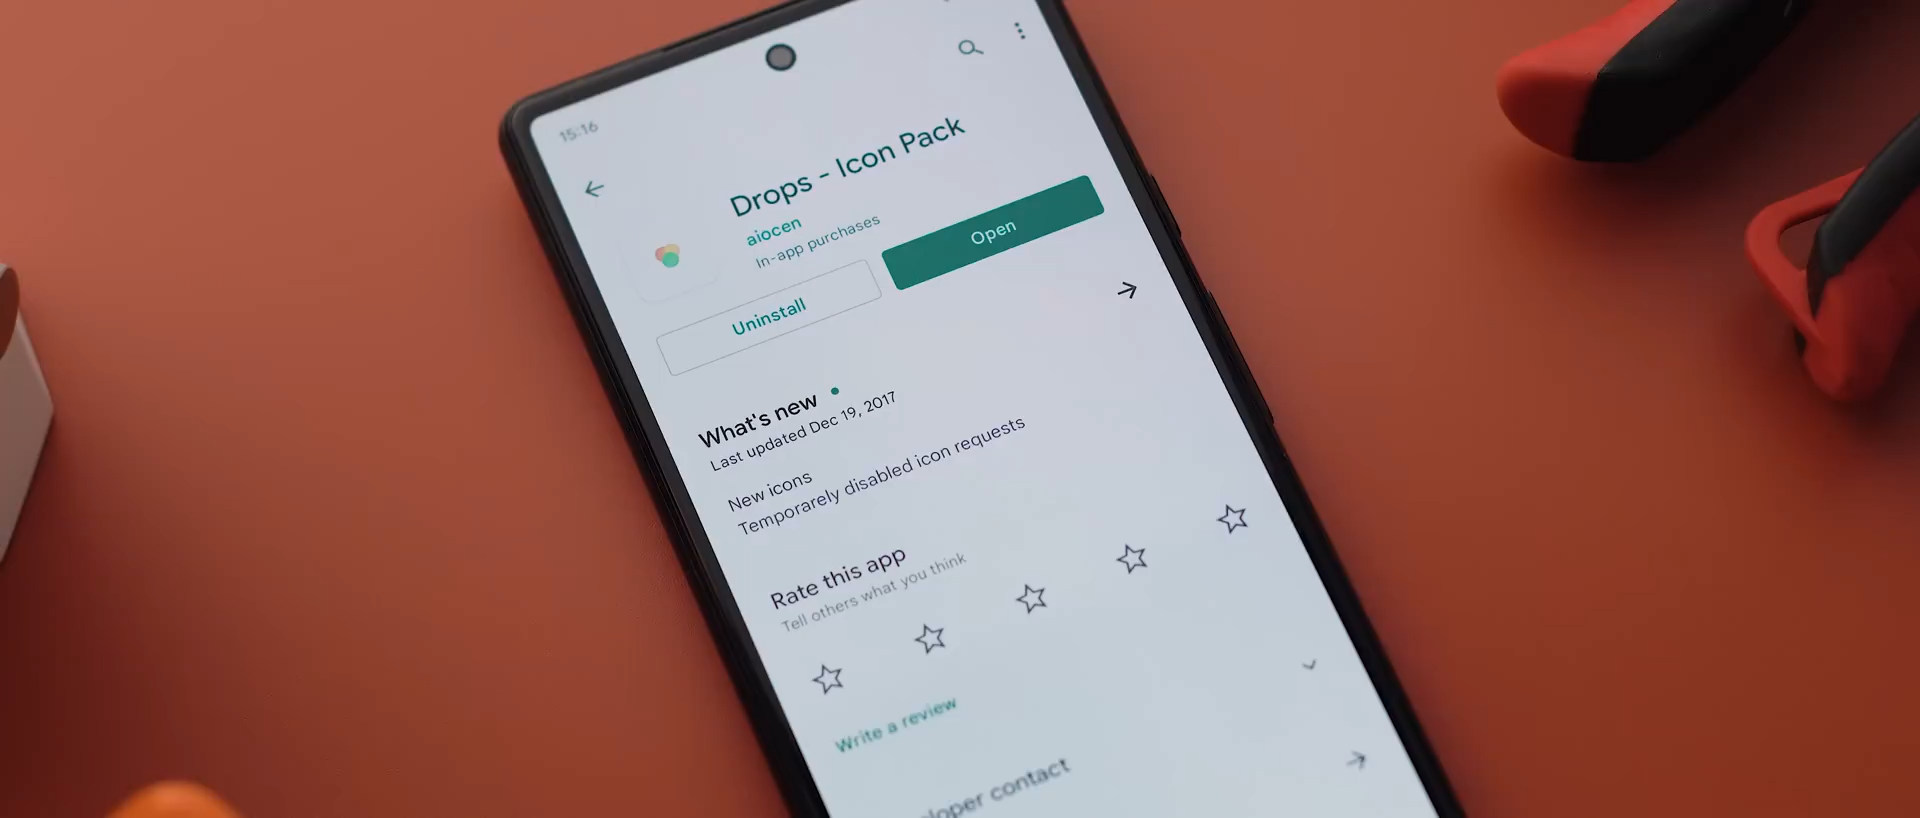 15:16
Drops - Icon Pack
aiocen
In-app purchases
Uninstall
Open
What's new
Last updated Dec 19, 2017
New icons
Temporarely disabled icon requests
Rate this app
Tell others what you think
Write a review
contact